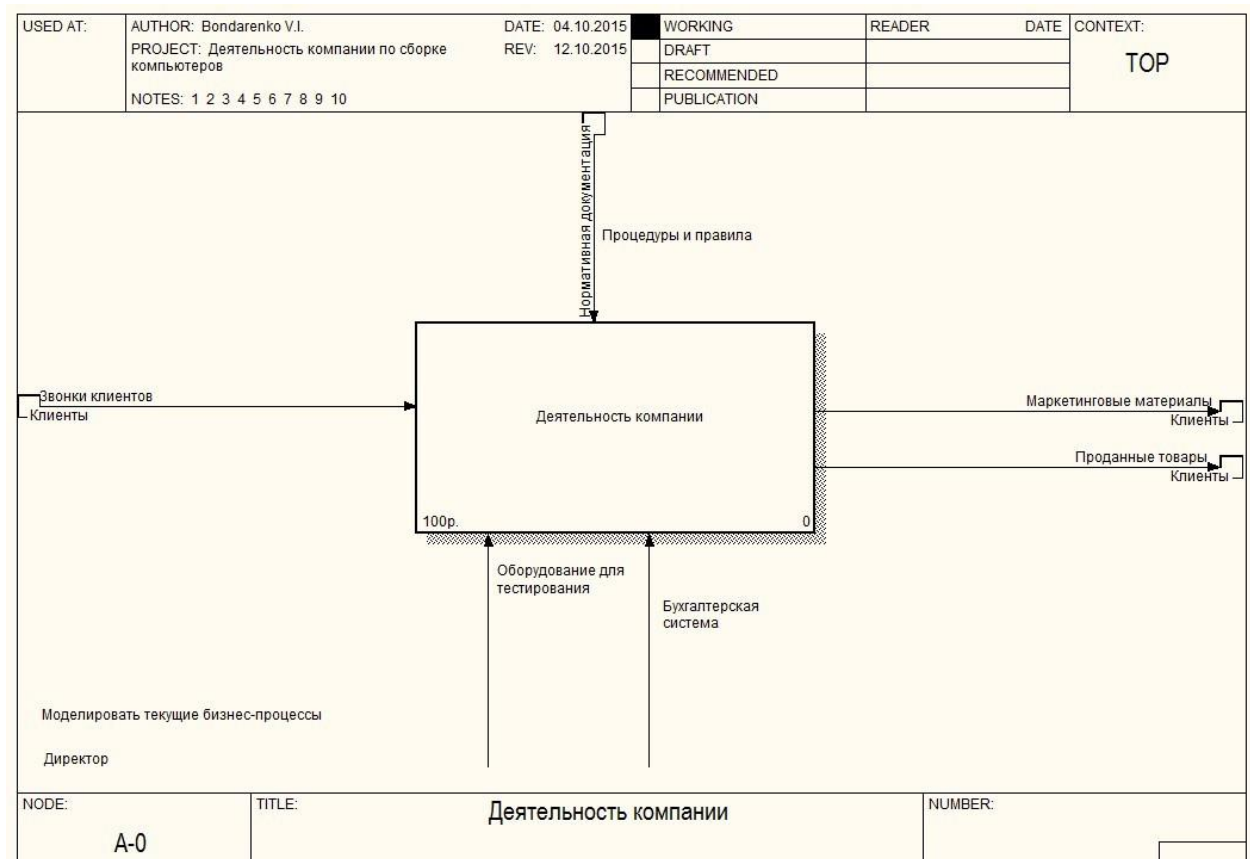 USED AT:
AUTHOR: Bondarenko V.I.
DATE: 04.10.2015
PROJECT: Деятельность компании по сборке
компьютеров
REV: 12.10.2015
NOTES: 1 2 3 4 5 6 7 8 9 10
WORKING
DRAFT
RECOMMENDED
PUBLICATION
READER
DATE
CONTEXT:
TOP
Нормативная документация
Процедуры и правила
Звонки клиентов
Клиенты
Деятельность компании
100р.
0
Маркетинговые материалы
Клиенты
Проданные товары
Клиенты
Оборудование для
тестирования
Бухгалтерская
система
Моделировать текущие бизнес-процессы
Директор
NODE:
A-0
TITLE:
Деятельность компании
NUMBER: